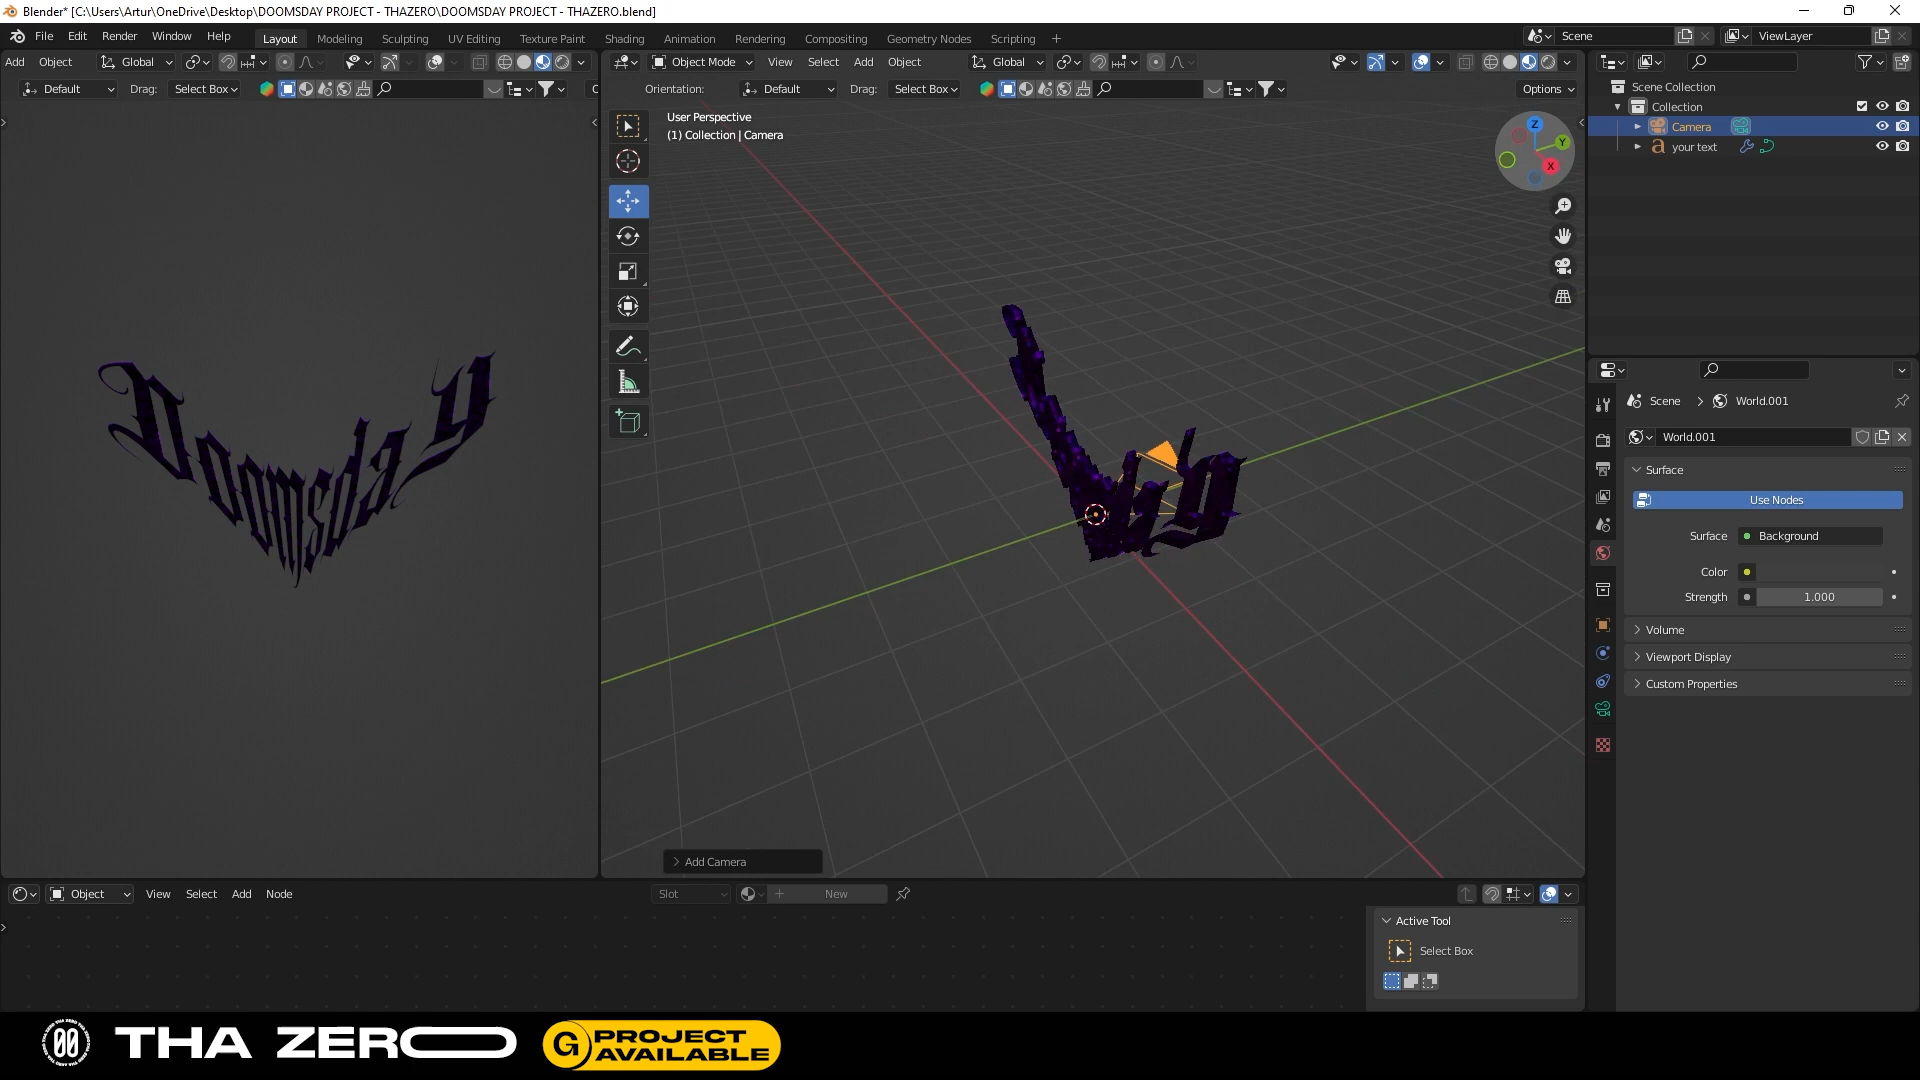 Blender* [C:\Users\Artur\OneDrive\Desktop\DOOMSDAY PROJECT - THAZERO\DOOMSDAY PROJECT - THAZERO.blend]
File Edit Render Window Help Layout Modeling Sculpting UV Editing Texture Paint Shading Animation Rendering Compositing Geometry Nodes Scripting + Scene ViewLayer
Add Object Global Object Mode View Select Add Object Global
Default Drag: Select Box Orientation: Default Drag: Select Box Options
User Perspective
(1) Collection | Camera
Z
Y
X
Scene Collection
Collection
Camera
your text
Doomsday
Scene > World.001
World.001
Surface
Use Nodes
Surface Background
Color
Strength 1.000
Volume
Viewport Display
Custom Properties
Add Camera
Object View Select Add Node Slot New
Active Tool
Select Box
00 THA ZERO
G PROJECT
AVAILABLE